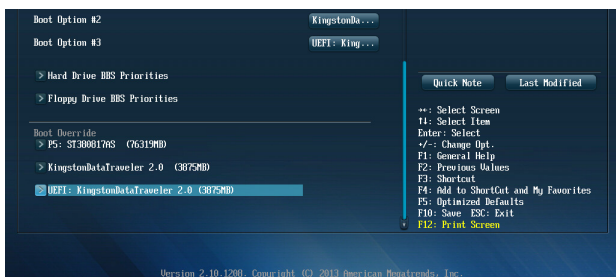 Boot Option #2
KingstonDa...
Boot Option #3
UEFI: King...
> Hard Drive BBS Priorities
> Floppy Drive BBS Priorities
Boot Override
> P5: ST380817AS (76319MB)
> KingstonDataTraveler 2.0 (3875MB)
> UEFI: KingstonDataTraveler 2.0 (3875MB)
Quick Note
Last Modified
→←: Select Screen
↑↓: Select Item
Enter: Select
+/-: Change Opt.
F1: General Help
F2: Previous Values
F3: Shortcut
F4: Add to ShortCut and My Favorites
F5: Optimized Defaults
F10: Save ESC: Exit
F12: Print Screen
Version 2.10.1208. Copyright (C) 2013 American Megatrends, Inc.